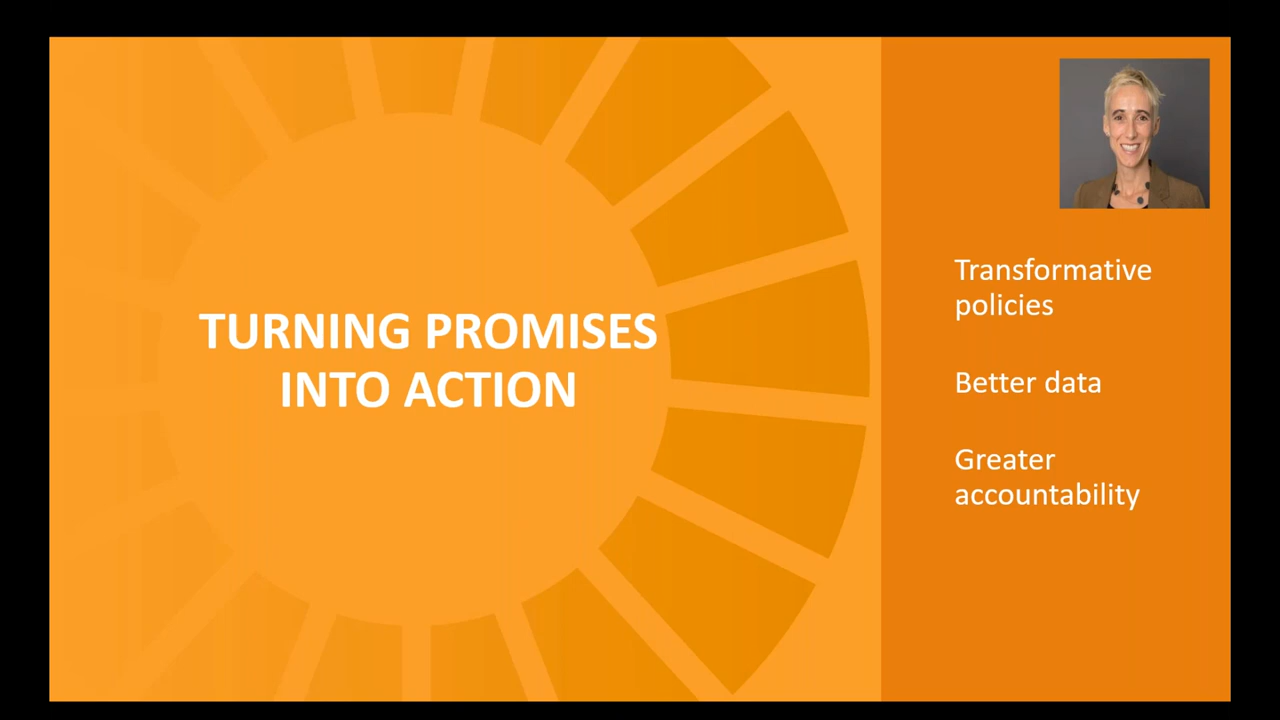 TURNING PROMISES
INTO ACTION
Transformative
policies
Better data
Greater
accountability